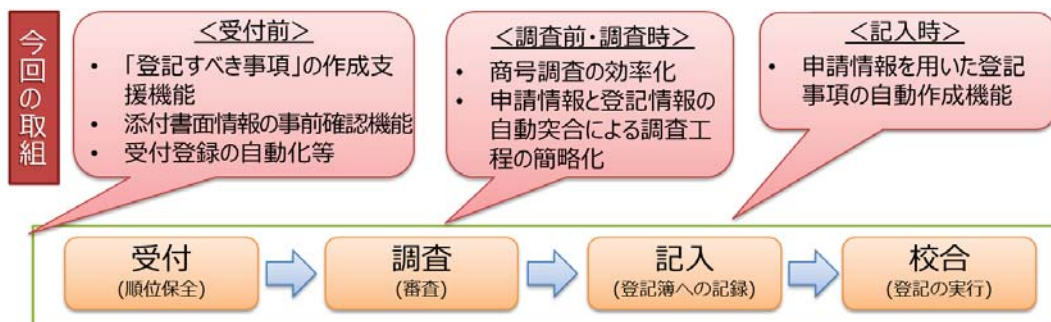 今回の取組
<受付前>
• 「登記すべき事項」の作成支
援機能
• 添付書面情報の事前確認機能
• 受付登録の自動化等
<調査前・調査時>
• 商号調査の効率化
• 申請情報と登記情報の
自動突合による調査工
程の簡略化
<記入時>
• 申請情報を用いた登記
事項の自動作成機能
受付
(順位保全)
調査
(審査)
記入
(登記簿への記録)
校合
(登記の実行)